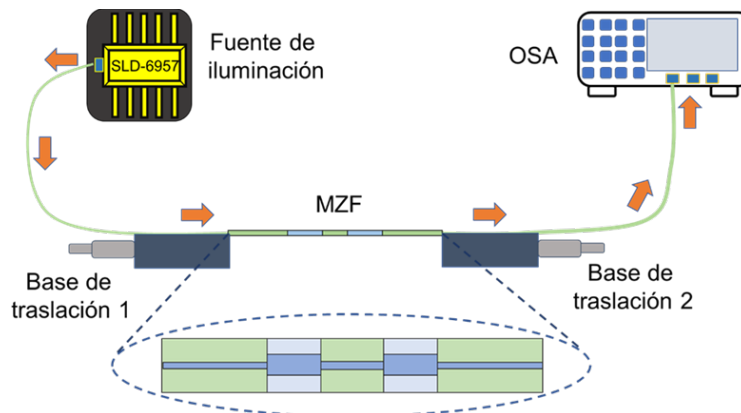 SLD-6957
Fuente de
iluminación
OSA
MZF
Base de
traslación 1
Base de
traslación 2